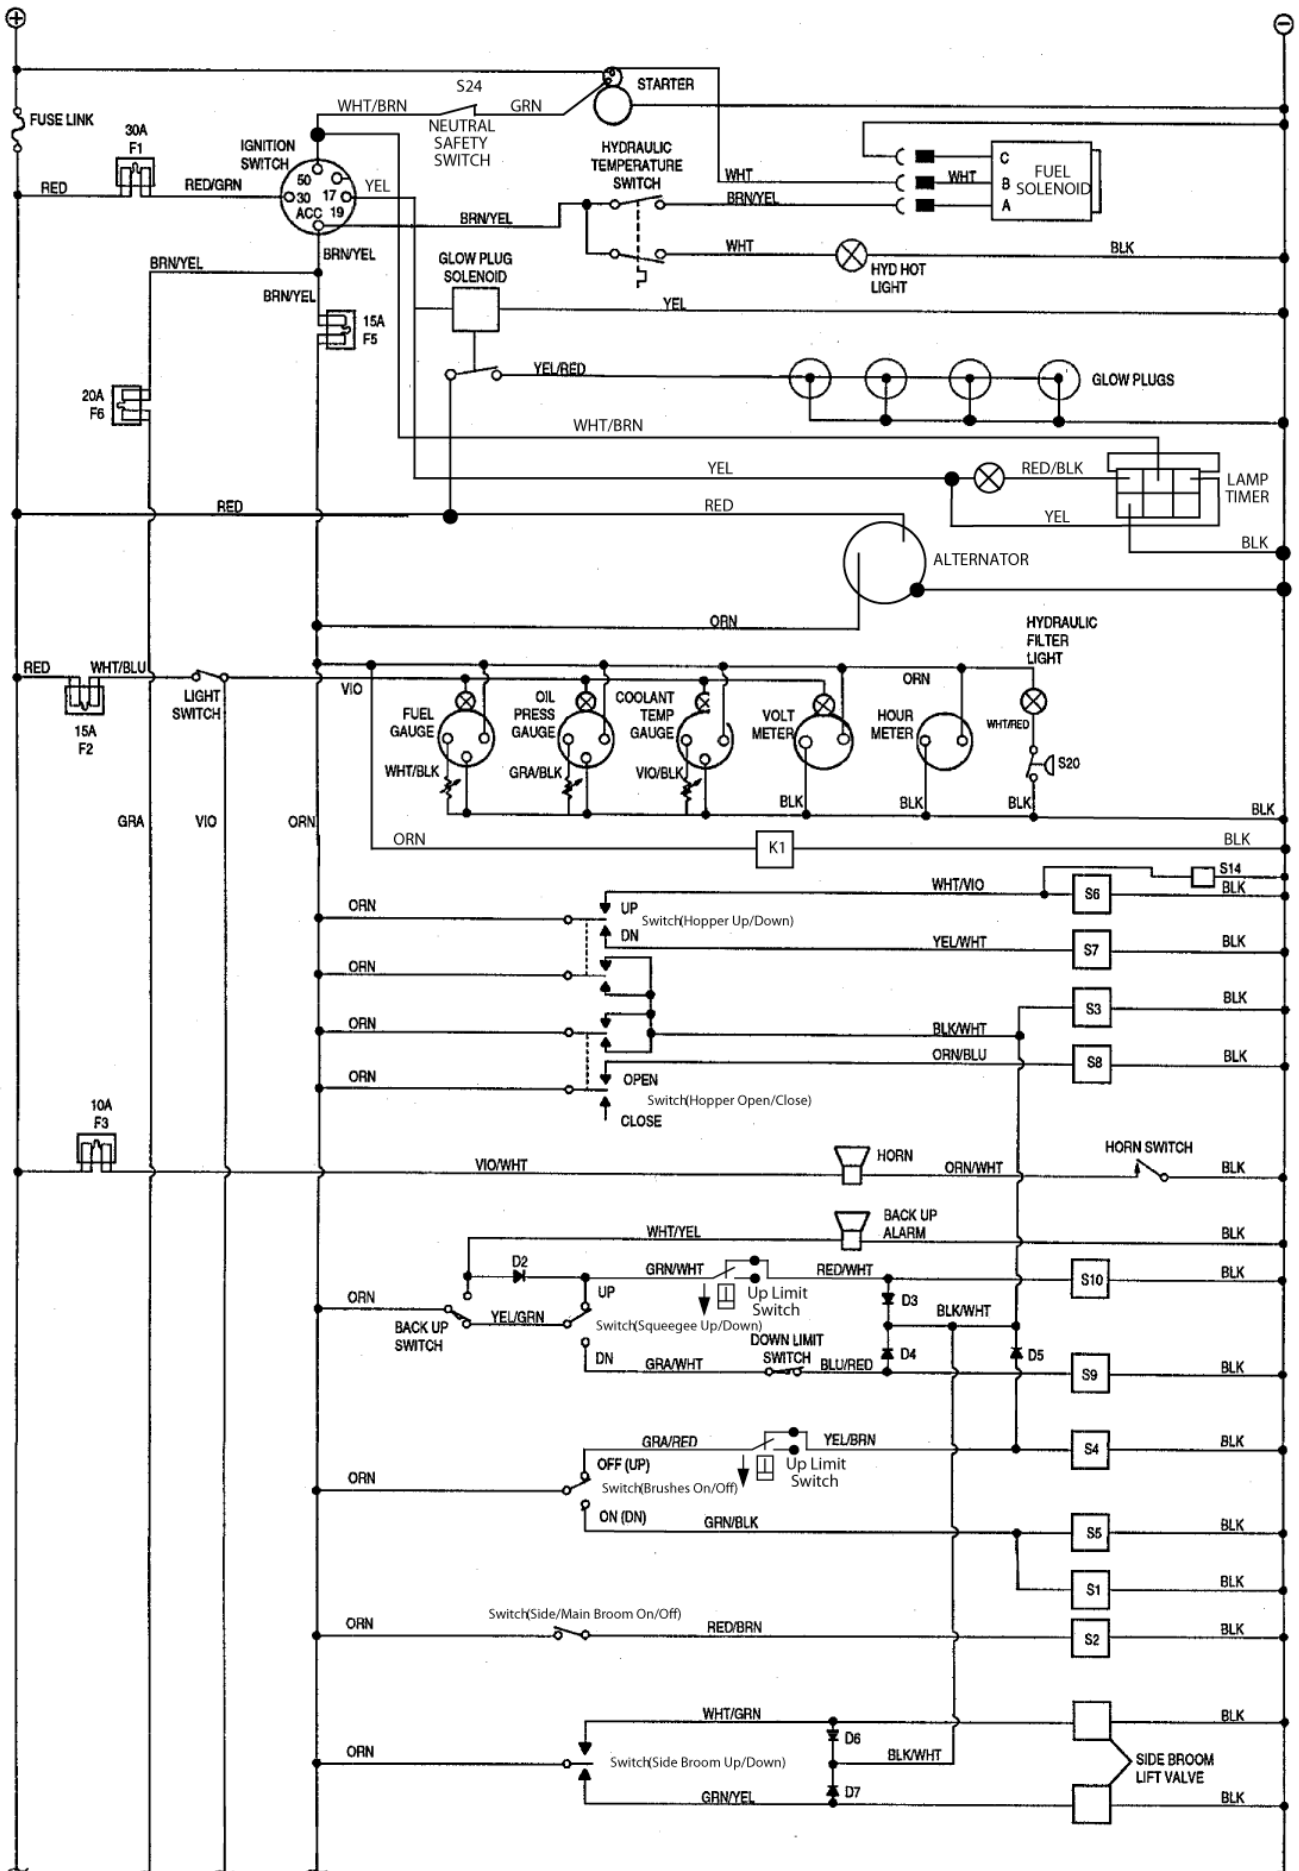 +
−
STARTER
S24
WHT/BRN
GRN
NEUTRAL
SAFETY
SWITCH
FUSE LINK
30A
F1
IGNITION
SWITCH
HYDRAULIC
TEMPERATURE
SWITCH
RED
RED/GRN
50
30
17
ACC
19
YEL
WHT
WHT
C
B
A
FUEL
SOLENOID
BRN/YEL
BRN/YEL
BRN/YEL
BRN/YEL
BRN/YEL
GLOW PLUG
SOLENOID
WHT
HYD HOT
LIGHT
BLK
YEL
15A
F5
YEL/RED
GLOW PLUGS
20A
F6
WHT/BRN
YEL
RED/BLK
LAMP
TIMER
RED
RED
YEL
BLK
ALTERNATOR
ORN
HYDRAULIC
FILTER
LIGHT
RED
WHT/BLU
LIGHT
SWITCH
15A
F2
VIO
ORN
FUEL
GAUGE
OIL
PRESS
GAUGE
COOLANT
TEMP
GAUGE
VOLT
METER
HOUR
METER
WHT/RED
S20
WHT/BLK
GRA/BLK
VIO/BLK
BLK
BLK
BLK
BLK
GRA
VIO
ORN
ORN
K1
BLK
S14
WHT/VIO
S6
BLK
ORN
UP
Switch(Hopper Up/Down)
DN
YEL/WHT
S7
BLK
ORN
S3
BLK
ORN
BLK/WHT
ORN/BLU
S8
BLK
ORN
OPEN
Switch(Hopper Open/Close)
CLOSE
10A
F3
VIO/WHT
HORN
ORN/WHT
HORN SWITCH
BLK
BACK UP
ALARM
WHT/YEL
BLK
D2
GRN/WHT
RED/WHT
S10
BLK
UP
Up Limit
Switch
D3
BLK/WHT
ORN
BACK UP
SWITCH
YEL/GRN
Switch(Squeegee Up/Down)
DOWN LIMIT
SWITCH
D4
D5
DN
GRA/WHT
BLU/RED
S9
BLK
GRA/RED
YEL/BRN
S4
BLK
OFF (UP)
Up Limit
Switch
ORN
Switch(Brushes On/Off)
ON (DN)
GRN/BLK
S5
BLK
S1
BLK
Switch(Side/Main Broom On/Off)
ORN
RED/BRN
S2
BLK
WHT/GRN
BLK
D6
ORN
Switch(Side Broom Up/Down)
BLK/WHT
SIDE BROOM
LIFT VALVE
D7
GRN/YEL
BLK